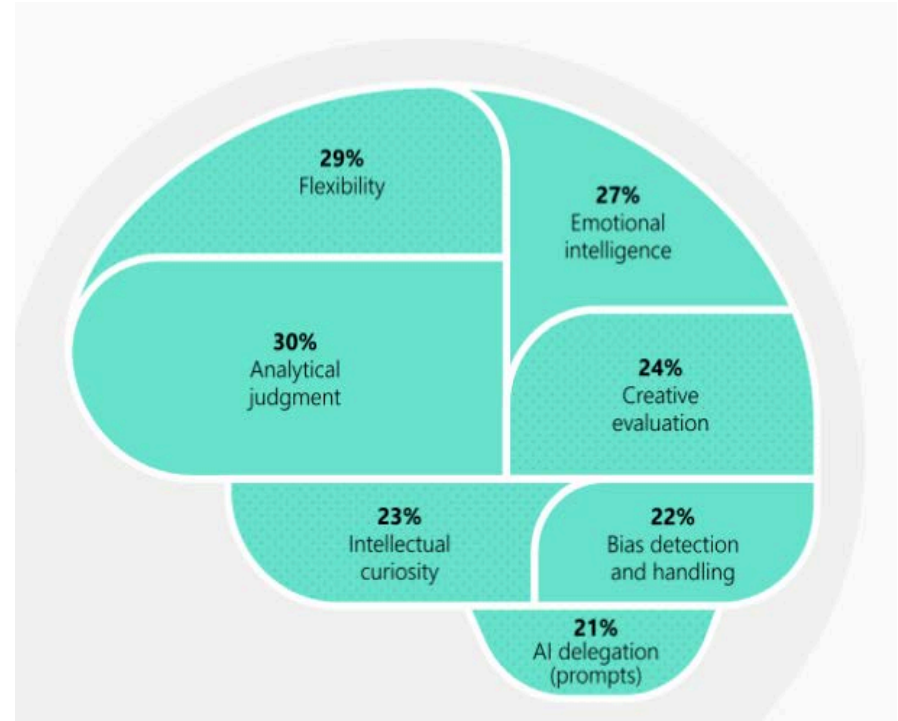 29%
Flexibility
27%
Emotional
intelligence
30%
Analytical
judgment
24%
Creative
evaluation
23%
Intellectual
curiosity
22%
Bias detection
and handling
21%
AI delegation
(prompts)